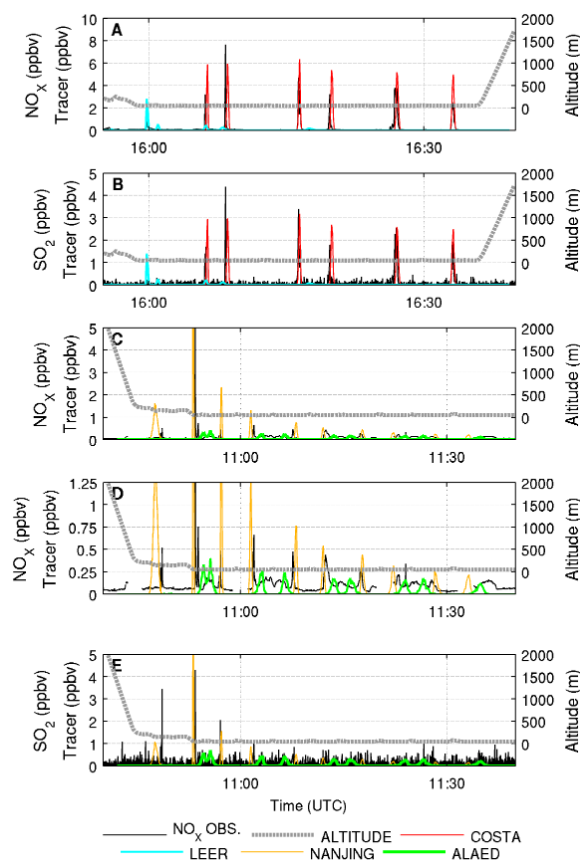 A
NOX (ppbv)
Tracer (ppbv)
10
8
6
4
2
0
2000
1500
1000
500
0
Altitude (m)
16:00
16:30
B
SO2 (ppbv)
Tracer (ppbv)
5
4
3
2
1
0
2000
1500
1000
500
0
Altitude (m)
16:00
16:30
C
NOX (ppbv)
Tracer (ppbv)
5
4
3
2
1
0
2000
1500
1000
500
0
Altitude (m)
11:00
11:30
D
NOX (ppbv)
Tracer (ppbv)
1.25
1
0.75
0.5
0.25
0
2000
1500
1000
500
0
Altitude (m)
11:00
11:30
E
SO2 (ppbv)
Tracer (ppbv)
5
4
3
2
1
0
2000
1500
1000
500
0
Altitude (m)
11:00
11:30
Time (UTC)
NOX OBS. ALTITUDE COSTA
LEER NANJING ALAED